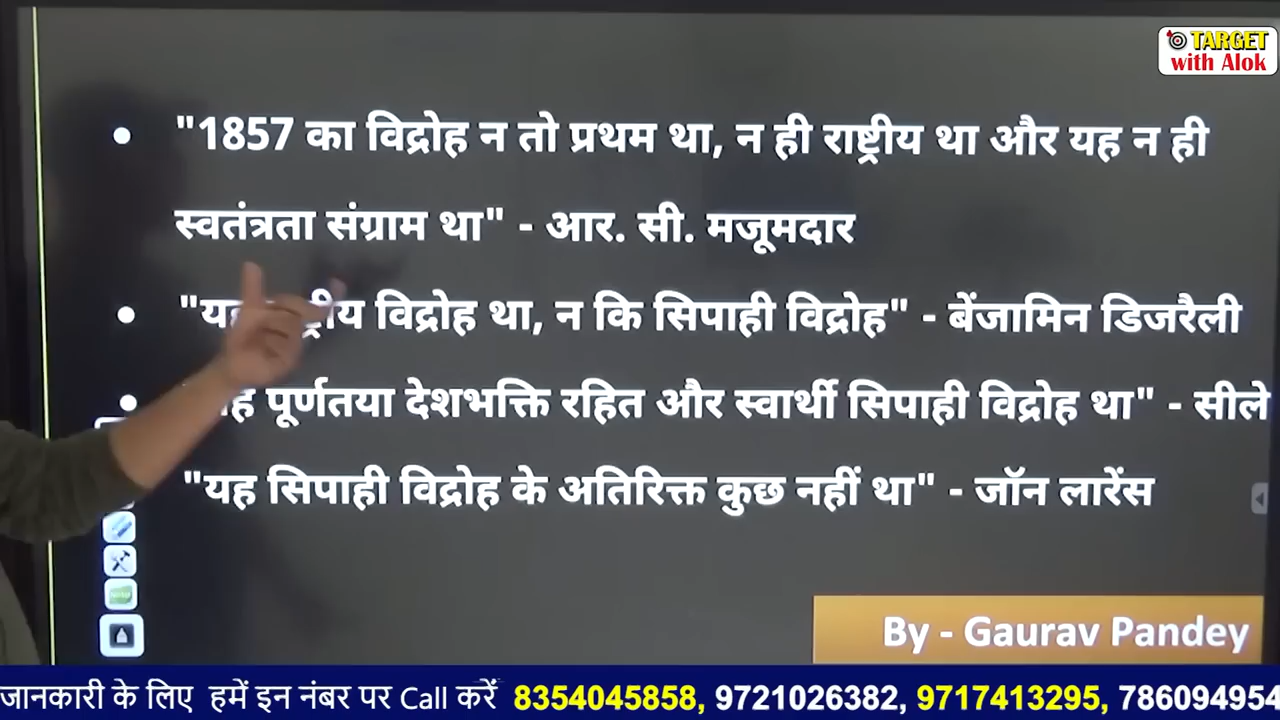 TARGET
with Alok
"1857 का विद्रोह न तो प्रथम था, न ही राष्ट्रीय था और यह न ही
स्वतंत्रता संग्राम था" - आर. सी. मजूमदार
विद्रोह था, न कि सिपाही विद्रोह" - बेंजामिन डिजरैली
पूर्णतया देशभक्ति रहित और स्वार्थी सिपाही विद्रोह था" - सीले
"यह सिपाही विद्रोह के अतिरिक्त कुछ नहीं था" - जॉन लारेंस
By - Gaurav Pandey
जानकारी के लिए हमें इन नंबर पर Call करें 8354045858, 9721026382, 9717413295, 786094954